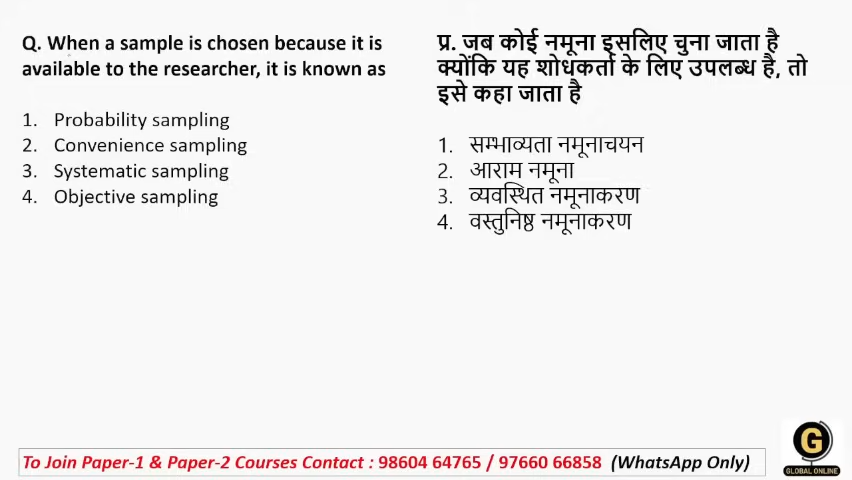 Q. When a sample is chosen because it is
available to the researcher, it is known as
1. Probability sampling
2. Convenience sampling
3. Systematic sampling
4. Objective sampling
प्र. जब कोई नमूना इसलिए चुना जाता है
क्योंकि यह शोधकर्ता के लिए उपलब्ध है, तो
इसे कहा जाता है
1. सम्भाव्यता नमूनाचयन
2. आराम नमूना
3. व्यवस्थित नमूनाकरण
4. वस्तुनिष्ठ नमूनाकरण
To Join Paper-1 & Paper-2 Courses Contact : 98604 64765 / 97660 66858 (WhatsApp Only)
G
GLOBAL ONLINE